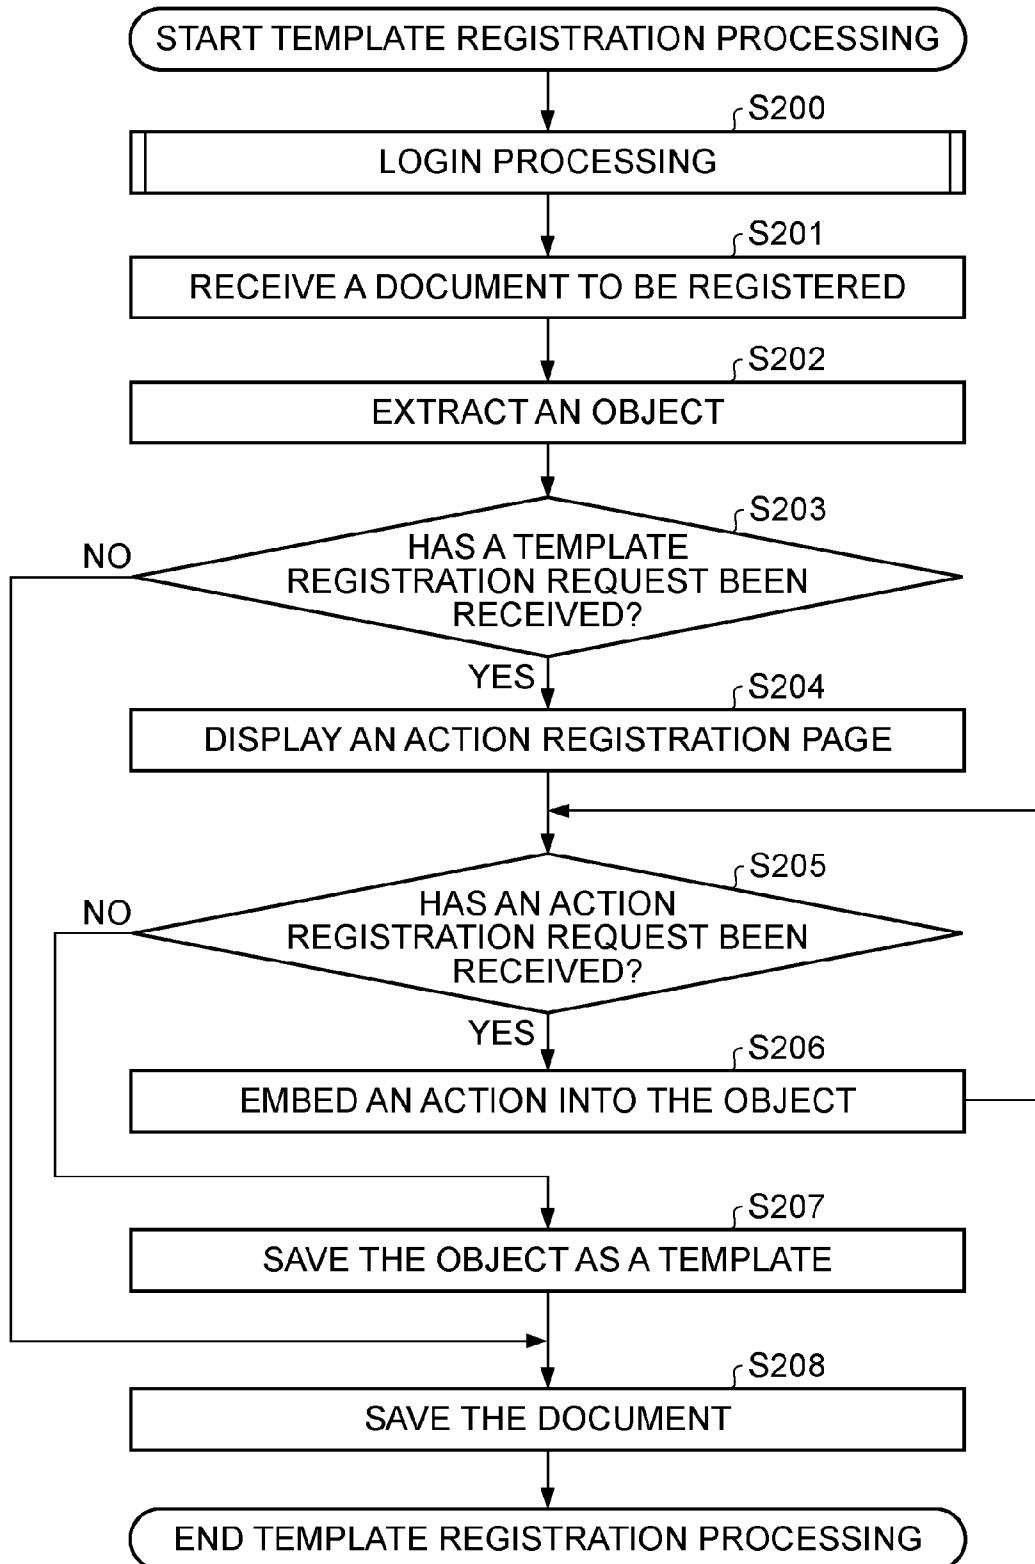 START TEMPLATE REGISTRATION PROCESSING
S200
LOGIN PROCESSING
S201
RECEIVE A DOCUMENT TO BE REGISTERED
S202
EXTRACT AN OBJECT
S203
NO
HAS A TEMPLATE
REGISTRATION REQUEST BEEN
RECEIVED?
YES
S204
DISPLAY AN ACTION REGISTRATION PAGE
S205
NO
HAS AN ACTION
REGISTRATION REQUEST BEEN
RECEIVED?
YES
S206
EMBED AN ACTION INTO THE OBJECT
S207
SAVE THE OBJECT AS A TEMPLATE
S208
SAVE THE DOCUMENT
END TEMPLATE REGISTRATION PROCESSING